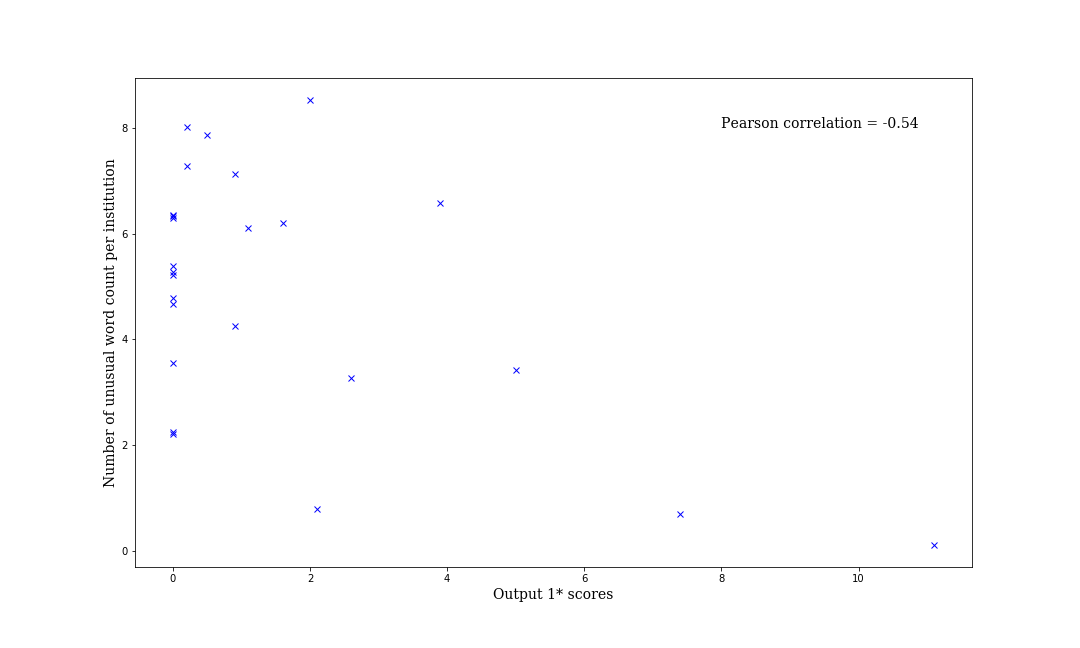 Pearson correlation = -0.54
Number of unusual word count per institution
8
6
4
2
0
0 2 4 6 8 10
Output 1* scores